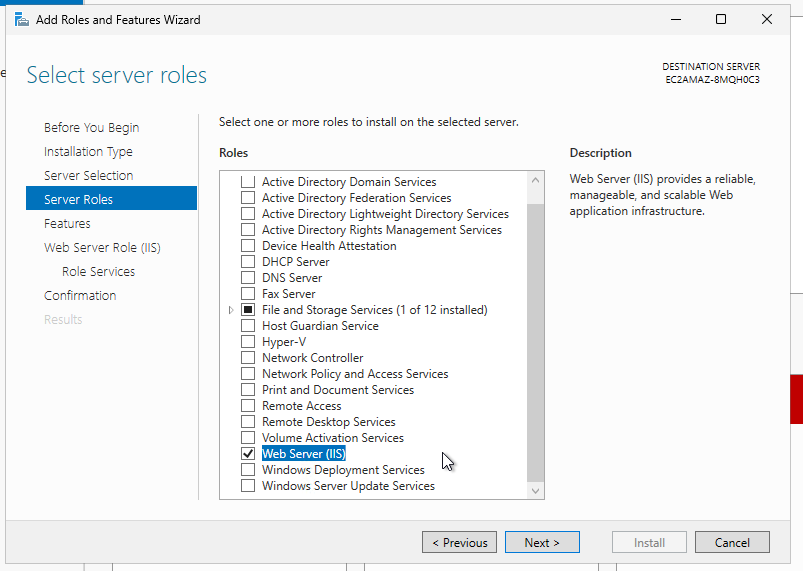 Add Roles and Features Wizard
Select server roles
DESTINATION SERVER
EC2AMAZ-8MQH0C3
Before You Begin
Installation Type
Server Selection
Server Roles
Features
Web Server Role (IIS)
Role Services
Confirmation
Results
Select one or more roles to install on the selected server.
Roles
Active Directory Domain Services
Active Directory Federation Services
Active Directory Lightweight Directory Services
Active Directory Rights Management Services
Device Health Attestation
DHCP Server
DNS Server
Fax Server
File and Storage Services (1 of 12 installed)
Host Guardian Service
Hyper-V
Network Controller
Network Policy and Access Services
Print and Document Services
Remote Access
Remote Desktop Services
Volume Activation Services
Web Server (IIS)
Windows Deployment Services
Windows Server Update Services
Description
Web Server (IIS) provides a reliable,
manageable, and scalable Web
application infrastructure.
< Previous
Next >
Install
Cancel